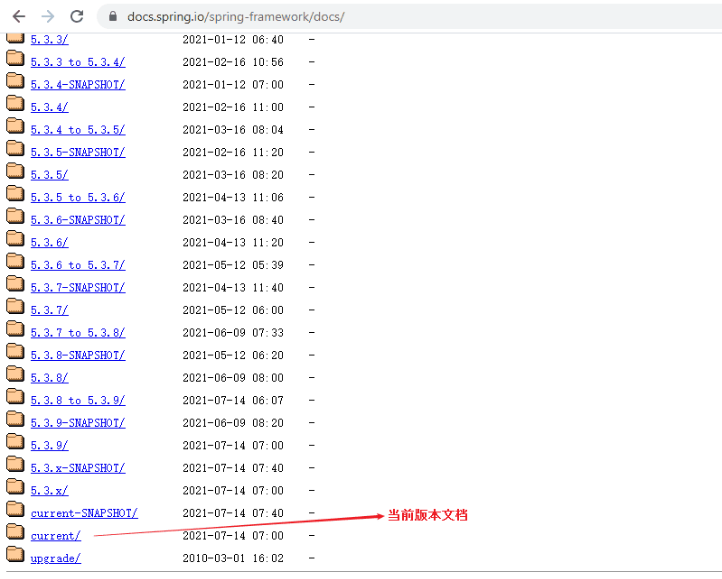 docs.spring.io/spring-framework/docs/
5.3.3/ 2021-01-12 06:40 -
5.3.3 to 5.3.4/ 2021-02-16 10:56 -
5.3.4-SNAPSHOT/ 2021-01-12 07:00 -
5.3.4/ 2021-02-16 11:00 -
5.3.4 to 5.3.5/ 2021-03-16 08:04 -
5.3.5-SNAPSHOT/ 2021-02-16 11:20 -
5.3.5/ 2021-03-16 08:20 -
5.3.5 to 5.3.6/ 2021-04-13 11:06 -
5.3.6-SNAPSHOT/ 2021-03-16 08:40 -
5.3.6/ 2021-04-13 11:20 -
5.3.6 to 5.3.7/ 2021-05-12 05:39 -
5.3.7-SNAPSHOT/ 2021-04-13 11:40 -
5.3.7/ 2021-05-12 06:00 -
5.3.7 to 5.3.8/ 2021-06-09 07:33 -
5.3.8-SNAPSHOT/ 2021-05-12 06:20 -
5.3.8/ 2021-06-09 08:00 -
5.3.8 to 5.3.9/ 2021-07-14 06:07 -
5.3.9-SNAPSHOT/ 2021-06-09 08:20 -
5.3.9/ 2021-07-14 07:00 -
5.3.x-SNAPSHOT/ 2021-07-14 07:40 -
5.3.x/ 2021-07-14 07:00 -
current-SNAPSHOT/ 2021-07-14 07:40 - 当前版本文档
current/ 2021-07-14 07:00 -
upgrade/ 2010-03-01 16:02 -